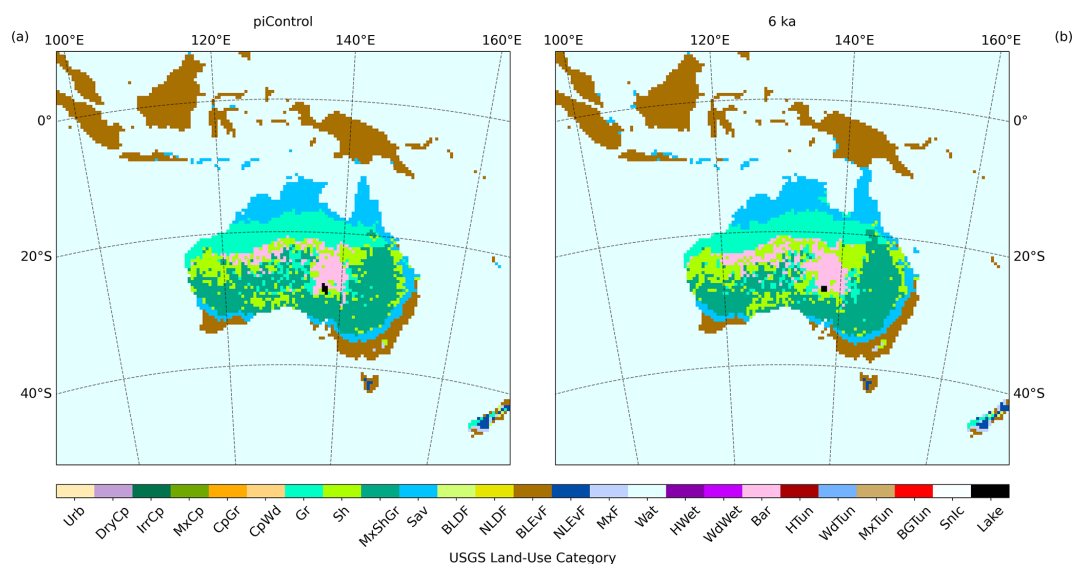 piControl
6 ka
(a)
(b)
100°E 120°E 140°E 160°E
100°E 120°E 140°E 160°E
0°
0°
20°S
20°S
40°S
40°S
Urb DryCp IrrCp MxCp CpGr CpWd Gr Sh MxShGr Sav BLDF NLDF BLEvF NLEvF MxF Wat HWet WdWet Bar HTun WdTun MxTun BGTun SnIc Lake
USGS Land-Use Category